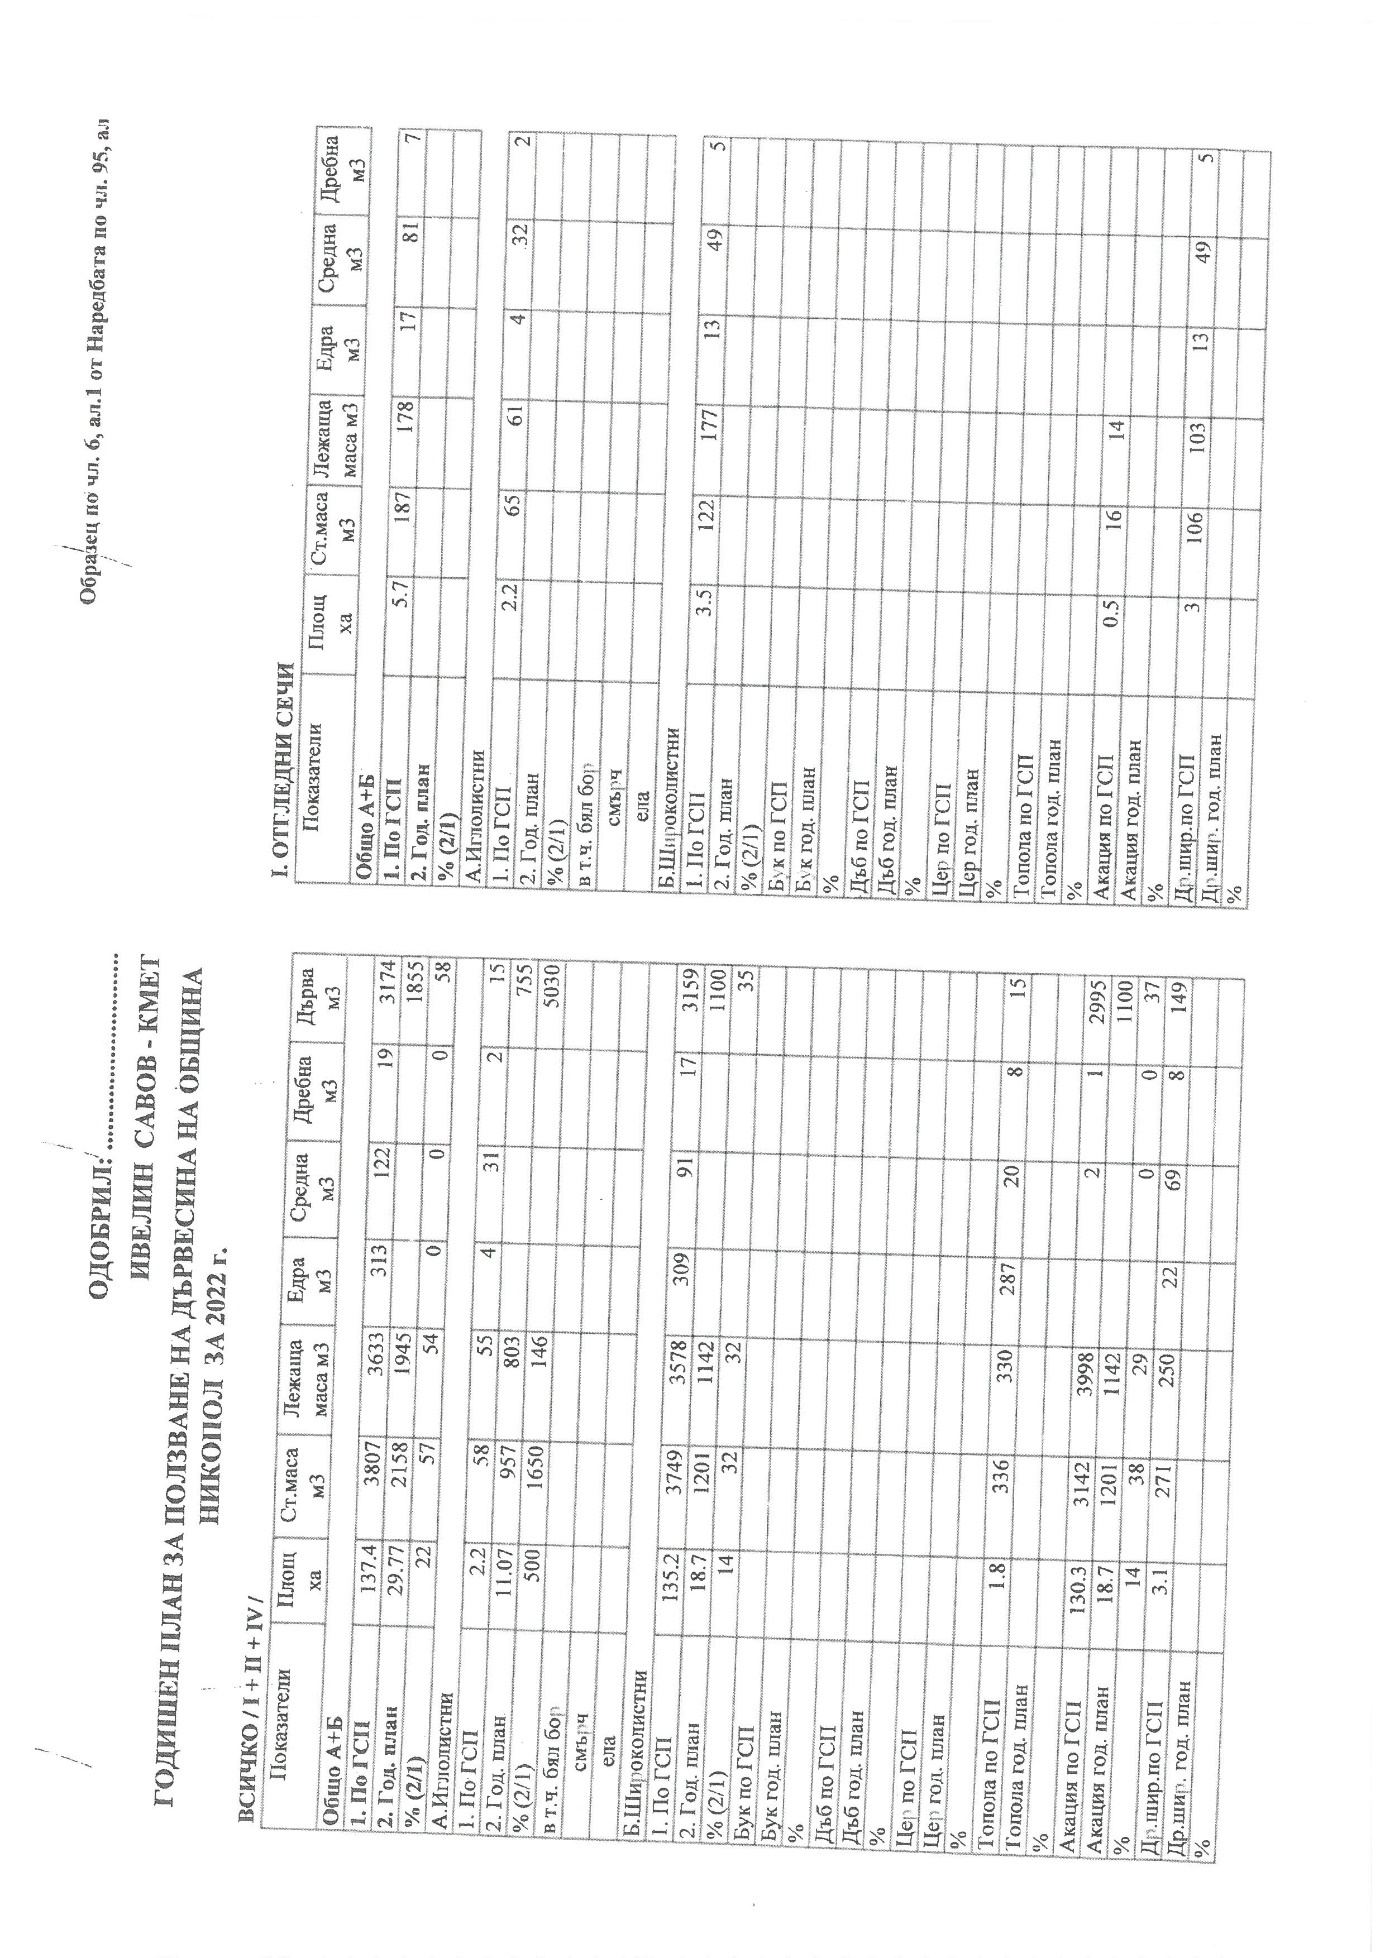 Образец по чл. 6, ал.1 от Наредбата по чл. 95, ал
ОДОБРИЛ: ................................
ИВЕЛИН САВОВ - КМЕТ
ГОДИШЕН ПЛАН ЗА ПОЛЗВАНЕ НА ДЪРВЕСИНА НА ОБЩИНА
НИКОПОЛ ЗА 2022 г.
ВСИЧКО / I + II + IV /
Показатели Площ ха Ст.маса м3 Лежаща маса м3 Едра м3 Средна м3 Дребна м3 Дърва м3
Общо А+Б
1. По ГСП 137.4 3807 3633 313 122 19 3174
2. Год. план 29.77 2158 1945 1855
% (2/1) 22 57 54 0 0 0 58
А.Иглолистни
1. По ГСП 2.2 58 55 4 31 2 15
2. Год. план 11.07 957 803 755
% (2/1) 500 1650 146 5030
в т.ч. бял бор
смърч
ела
Б.Широколистни
1. По ГСП 135.2 3749 3578 309 91 17 3159
2. Год. план 18.7 1201 1142 1100
% (2/1) 14 32 32 35
Бук по ГСП
Бук год. план
%
Дъб по ГСП
Дъб год. план
%
Цер по ГСП
Цер год. план
%
Топола по ГСП 1.8 336 330 287 20 8 15
Топола год. план
%
Акация по ГСП 130.3 3142 3998 2 1 2995
Акация год. план 18.7 1201 1142 1100
% 14 38 29 0 0 37
Др.шир.по ГСП 3.1 271 250 22 69 8 149
Др.шир. год. план
%
I. ОТГЛЕДНИ СЕЧИ
Показатели Площ ха Ст.маса м3 Лежаща маса м3 Едра м3 Средна м3 Дребна м3
Общо А+Б
1. По ГСП 5.7 187 178 17 81 7
2. Год. план
% (2/1)
А.Иглолистни
1. По ГСП 2.2 65 61 4 32 2
2. Год. план
% (2/1)
в т.ч. бял бор
смърч
ела
Б.Широколистни
1. По ГСП 3.5 122 177 13 49 5
2. Год. план
% (2/1)
Бук по ГСП
Бук год. план
%
Дъб по ГСП
Дъб год. план
%
Цер по ГСП
Цер год. план
%
Топола по ГСП
Топола год. план
%
Акация по ГСП 0.5 16 14
Акация год. план
%
Др.шир.по ГСП 3 106 103 13 49 5
Др.шир. год. план
%